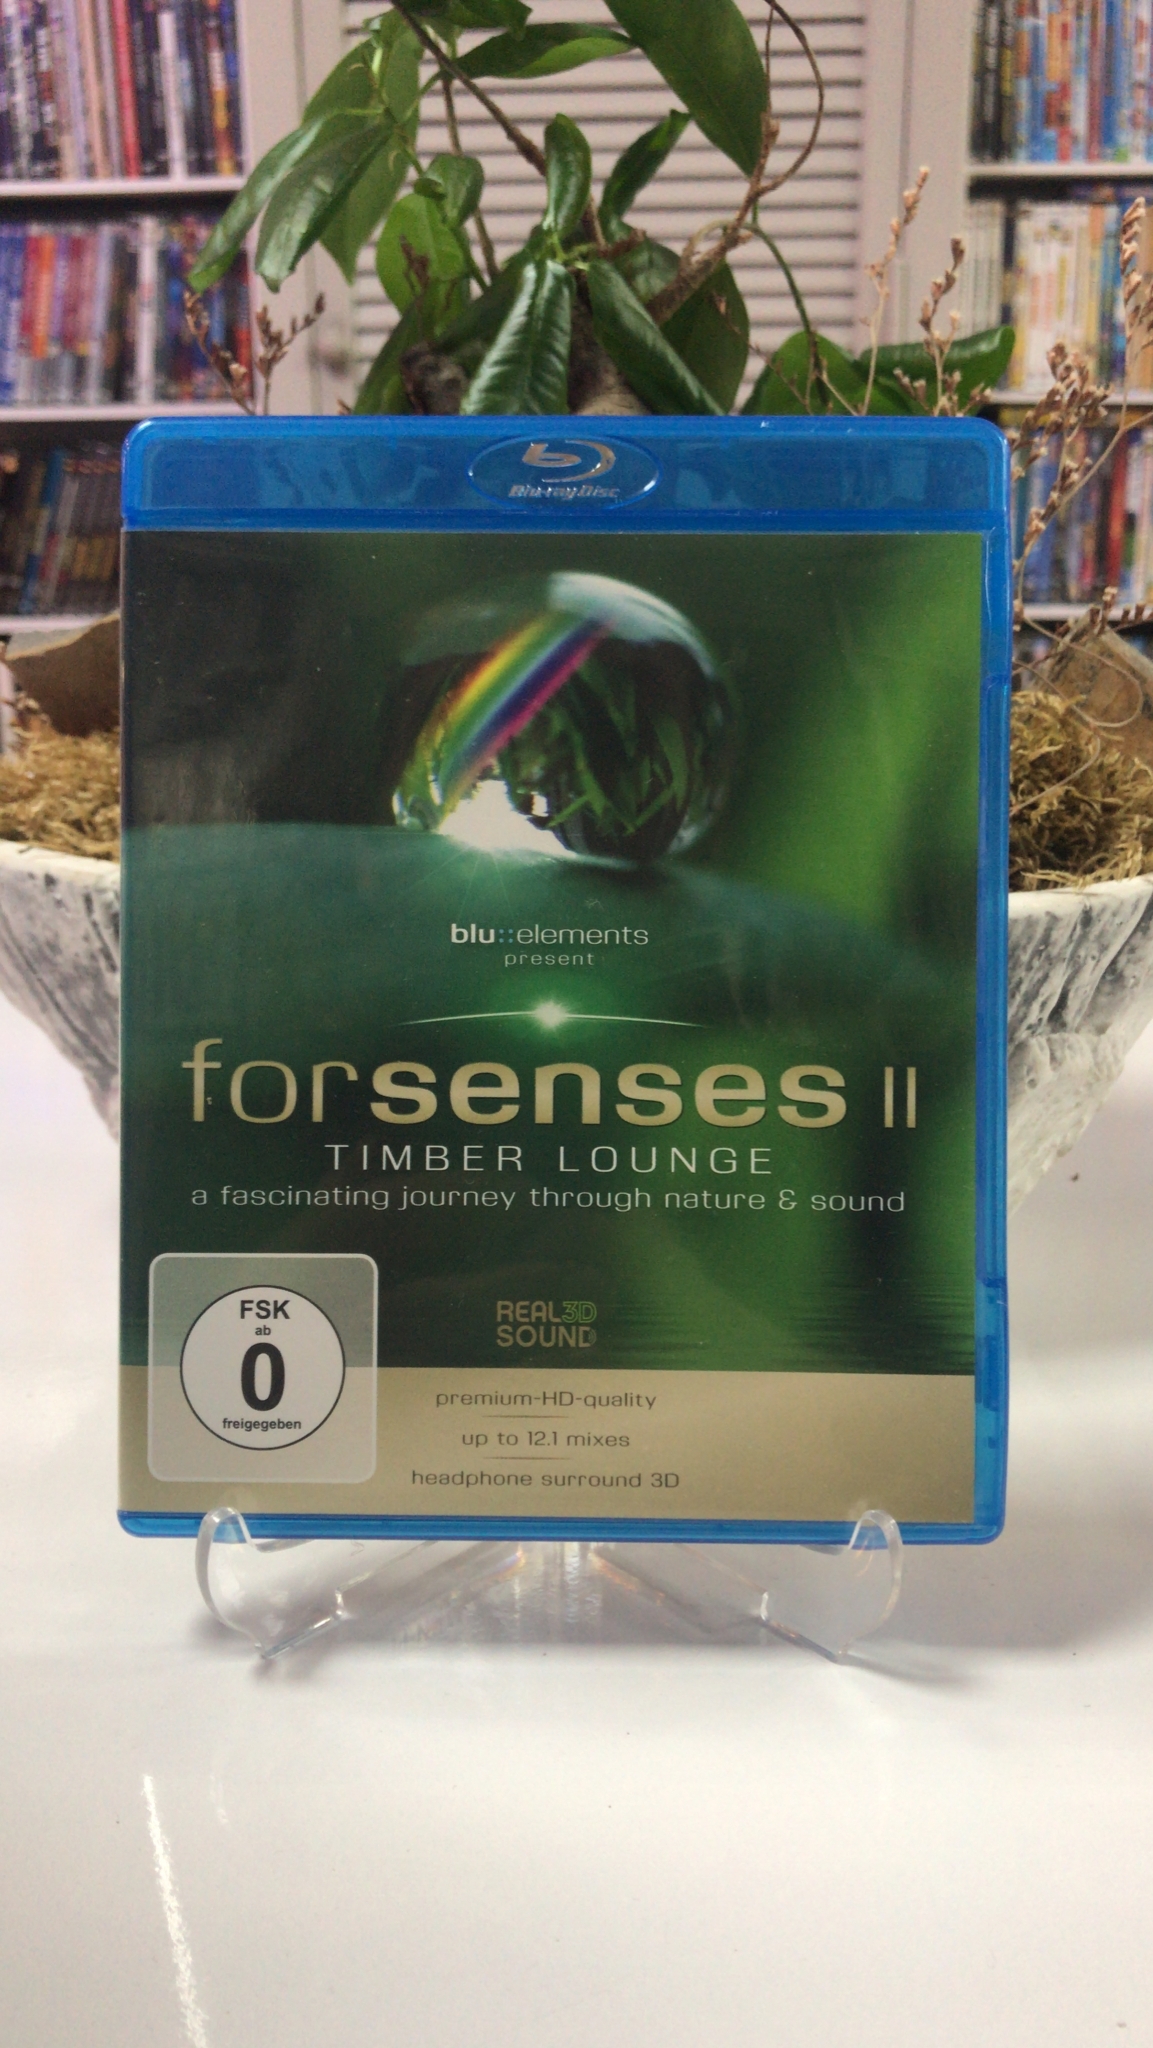 Blu-ray Disc
blu::elements
present
forsenses II
TIMBER LOUNGE
a fascinating journey through nature & sound
FSK
ab
0
freigegeben
REAL3D
SOUND
premium-HD-quality
up to 12.1 mixes
headphone surround 3D